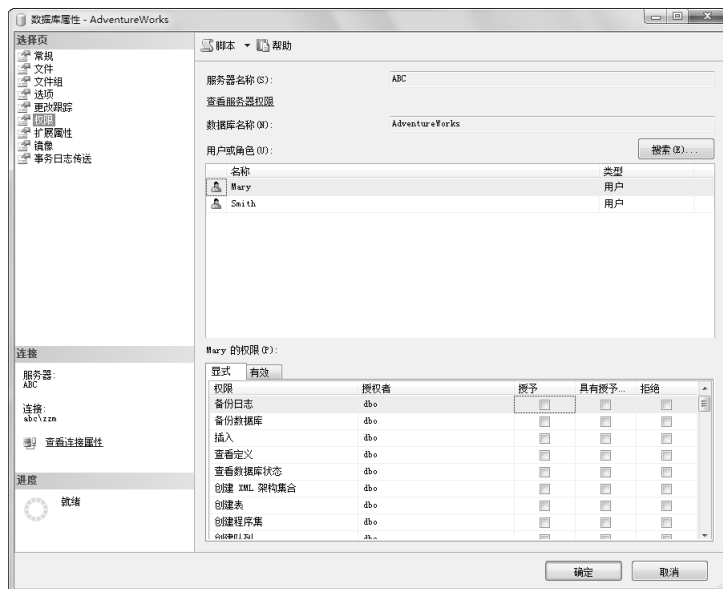 数据库属性 - AdventureWorks
选择页
常规
文件
文件组
选项
更改跟踪
权限
扩展属性
镜像
事务日志传送
连接
服务器:
ABC
连接:
abc\zzm
查看连接属性
进度
就绪
脚本 帮助
服务器名称(S): ABC
查看服务器权限
数据库名称(N): AdventureWorks
用户或角色(U): 搜索(E)...
名称 类型
Mary 用户
Smith 用户
Mary 的权限(P):
显式 有效
权限 授权者 授予 具有授予... 拒绝
备份日志 dbo
备份数据库 dbo
插入 dbo
查看定义 dbo
查看数据库状态 dbo
创建 XML 架构集合 dbo
创建表 dbo
创建程序集 dbo
创建队列 dbo
确定 取消